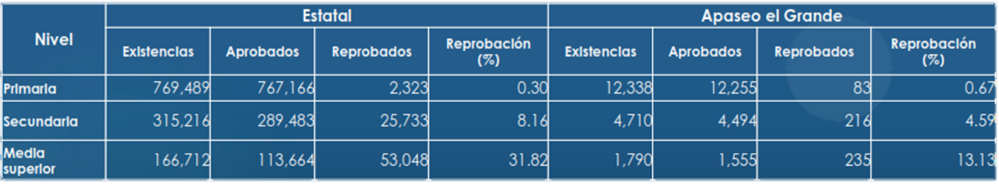 Nivel Estatal Apaseo el Grande
Existencias Aprobados Reprobados Reprobación (%) Existencias Aprobados Reprobados Reprobación (%)
Primaria 769,489 767,166 2,323 0.30 12,338 12,255 83 0.67
Secundaria 315,216 289,483 25,733 8.16 4,710 4,494 216 4.59
Media superior 166,712 113,664 53,048 31.82 1,790 1,555 235 13.13